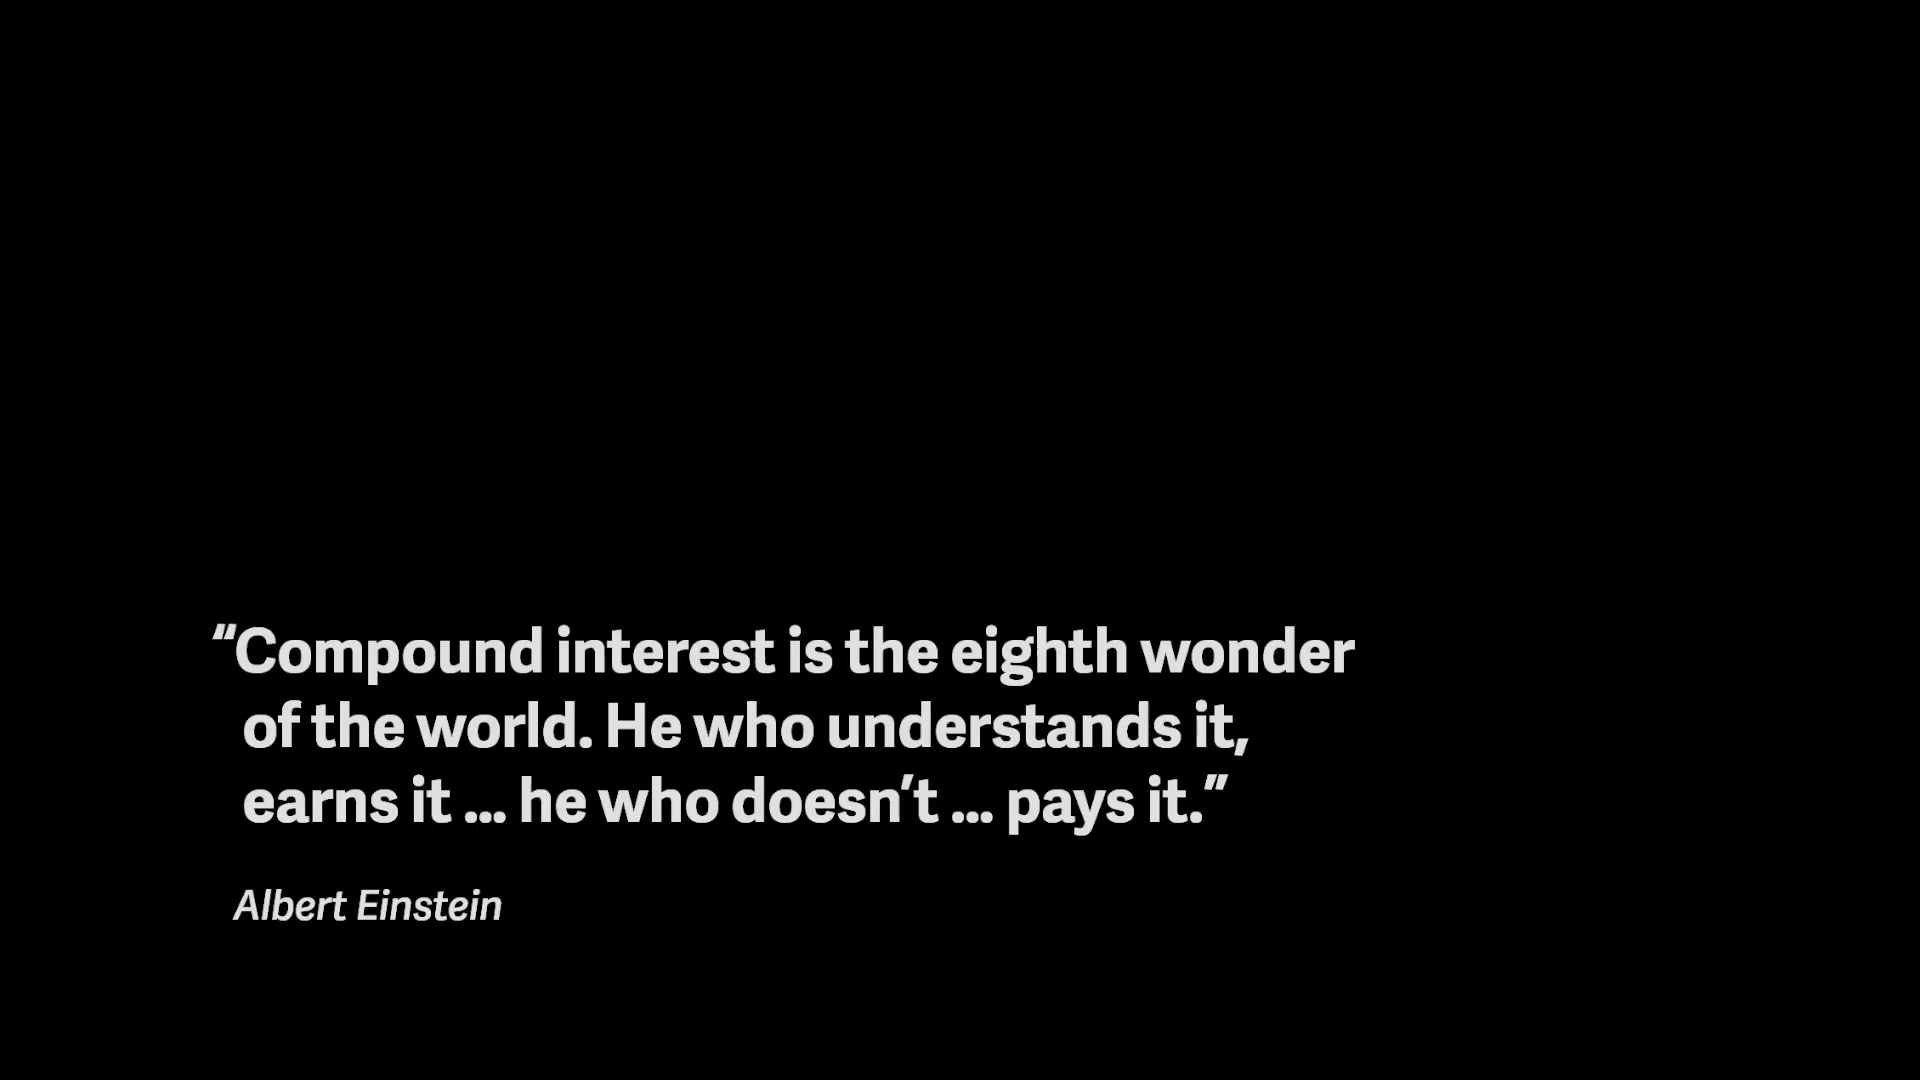 “Compound interest is the eighth wonder
of the world. He who understands it,
earns it ... he who doesn’t ... pays it.”
Albert Einstein